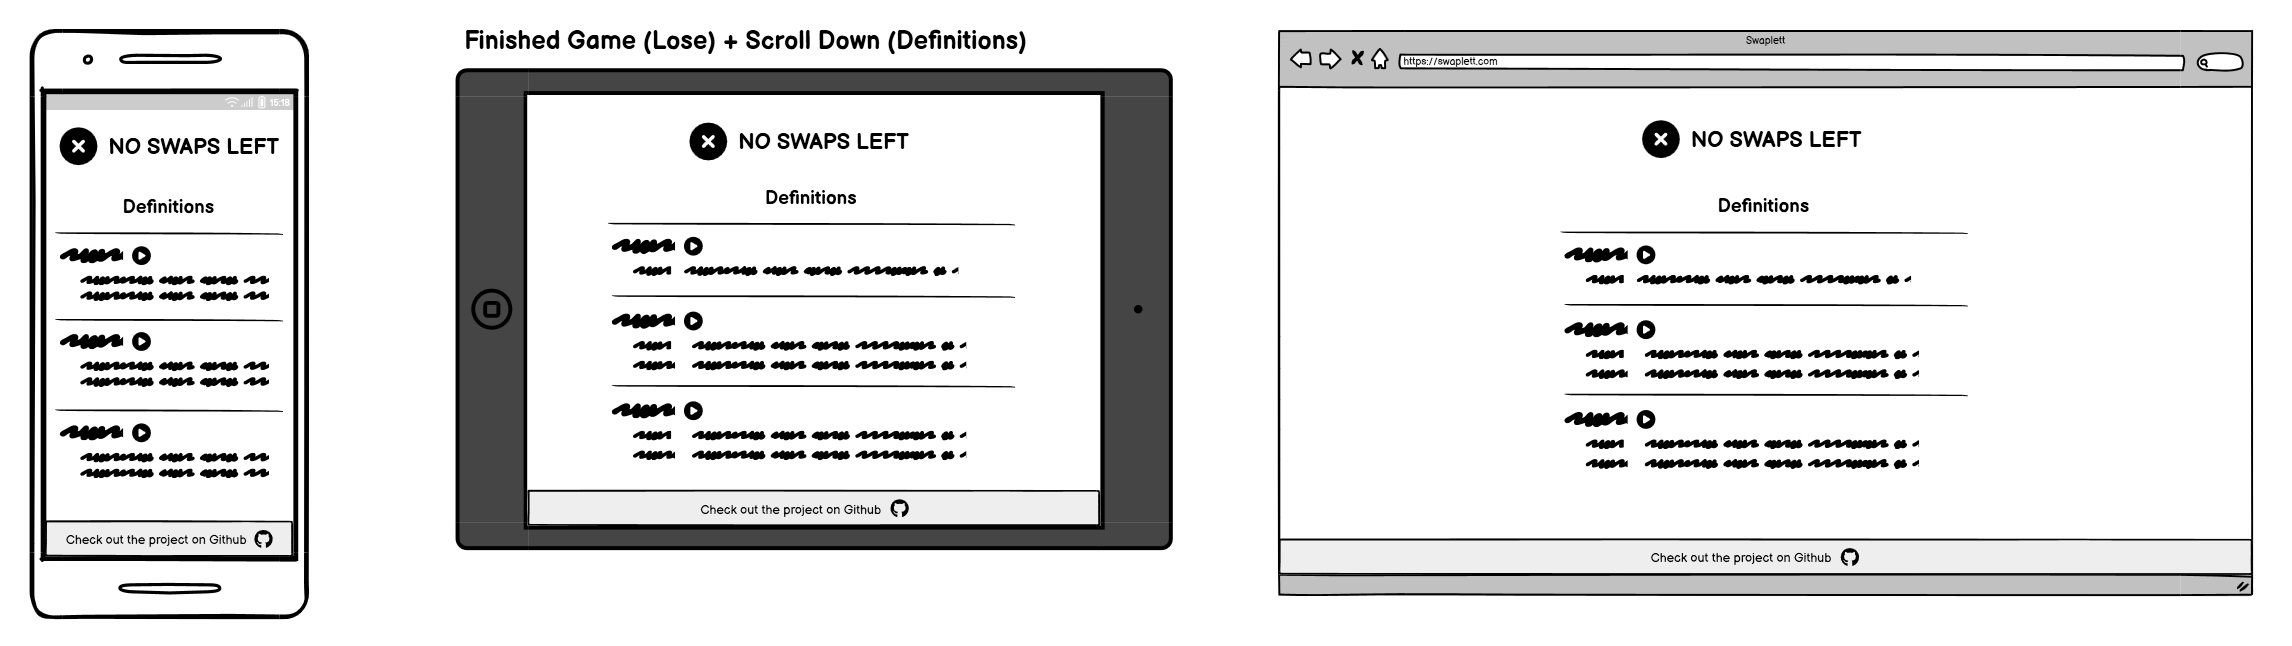 Finished Game (Lose) + Scroll Down (Definitions)
15:18
NO SWAPS LEFT
Definitions
Check out the project on Github
NO SWAPS LEFT
Definitions
Check out the project on Github
Swaplett
https://swaplett.com
NO SWAPS LEFT
Definitions
Check out the project on Github